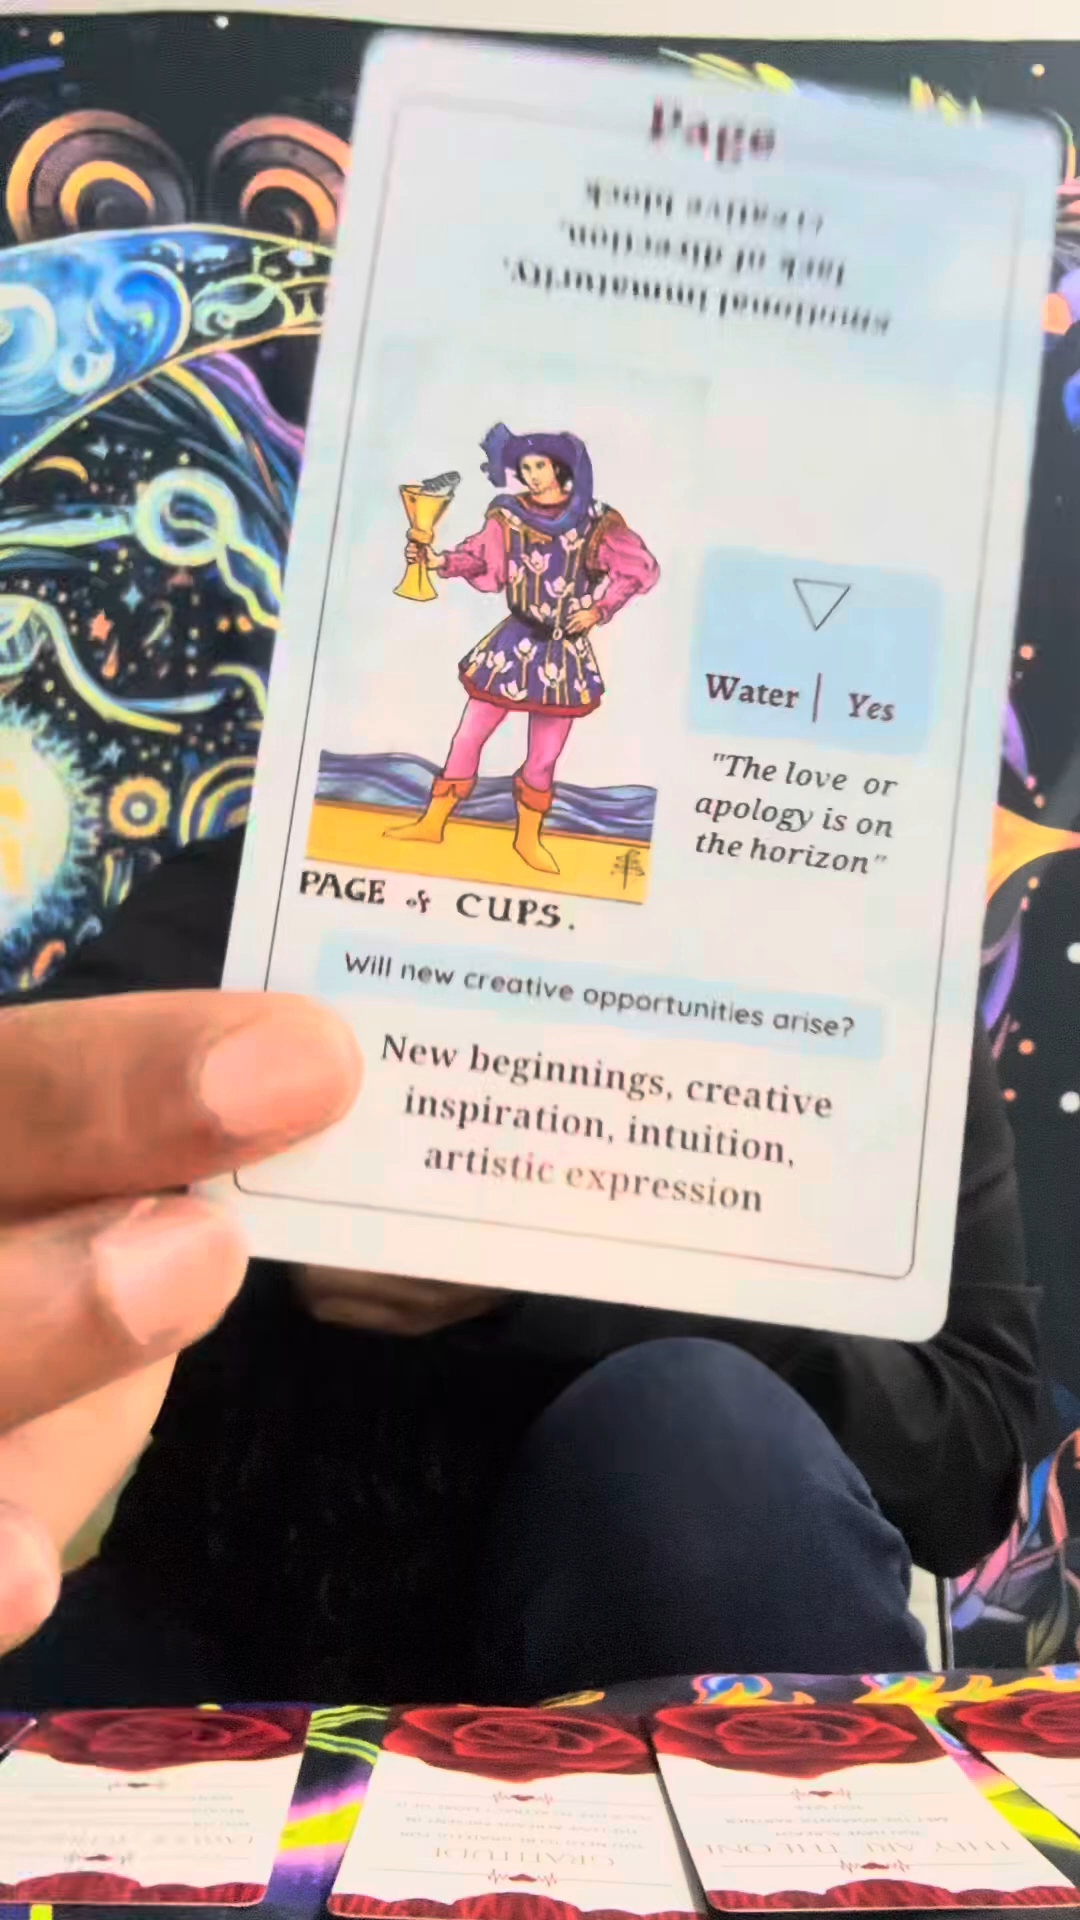 Page
emotional immaturity,
lack of direction,
creative block
Water | Yes
"The love or
apology is on
the horizon"
PAGE of CUPS.
Will new creative opportunities arise?
New beginnings, creative
inspiration, intuition,
artistic expression
GRATITUDE
THEY ARE THE ONE